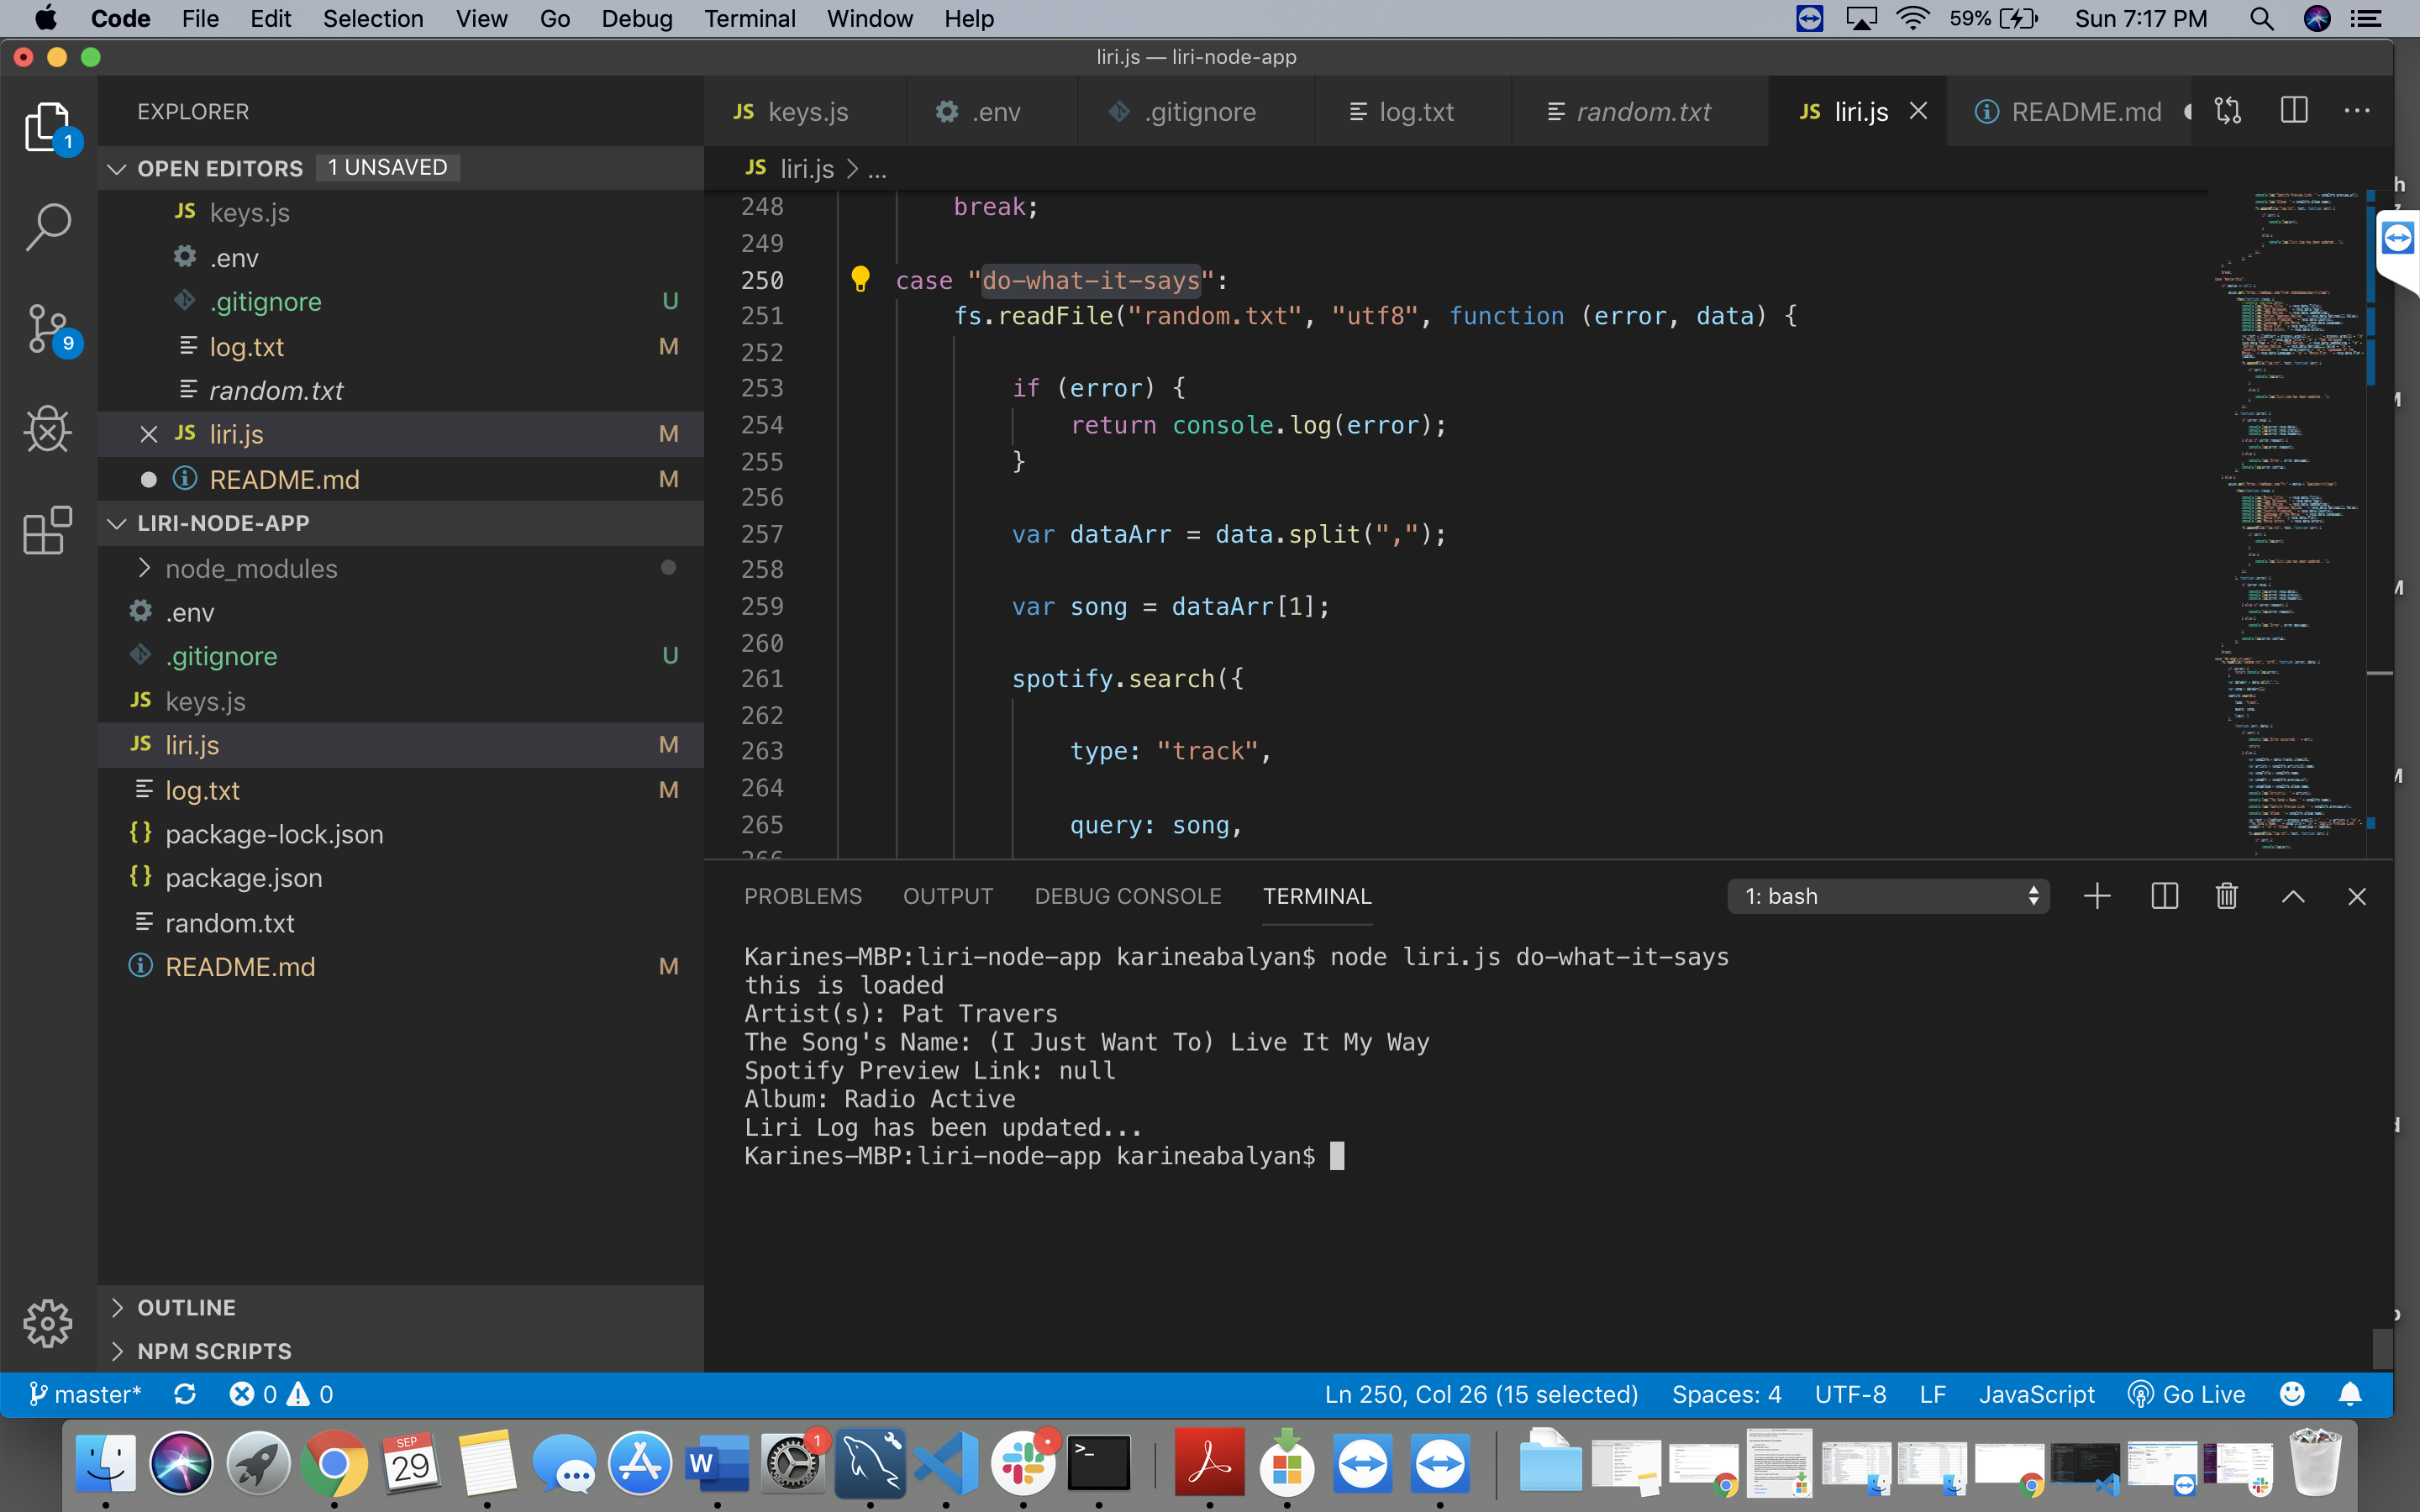 Code File Edit Selection View Go Debug Terminal Window Help 59% Sun 7:17 PM
liri.js — liri-node-app
EXPLORER
OPEN EDITORS 1 UNSAVED
JS keys.js
.env
.gitignore U
log.txt M
random.txt
JS liri.js M
README.md M
LIRI-NODE-APP
node_modules
.env
.gitignore U
JS keys.js
JS liri.js M
log.txt M
{} package-lock.json
{} package.json
random.txt
README.md M
OUTLINE
NPM SCRIPTS
1
9
JS keys.js .env .gitignore log.txt random.txt JS liri.js README.md
JS liri.js > ...
248 break;
249
250 case "do-what-it-says":
251 fs.readFile("random.txt", "utf8", function (error, data) {
252
253 if (error) {
254 return console.log(error);
255 }
256
257 var dataArr = data.split(",");
258
259 var song = dataArr[1];
260
261 spotify.search({
262
263 type: "track",
264
265 query: song,
266
PROBLEMS OUTPUT DEBUG CONSOLE TERMINAL 1: bash
Karines-MBP:liri-node-app karineabalyan$ node liri.js do-what-it-says
this is loaded
Artist(s): Pat Travers
The Song's Name: (I Just Want To) Live It My Way
Spotify Preview Link: null
Album: Radio Active
Liri Log has been updated...
Karines-MBP:liri-node-app karineabalyan$
master* 0 0 Ln 250, Col 26 (15 selected) Spaces: 4 UTF-8 LF JavaScript Go Live
SEP
29
W
1
>_